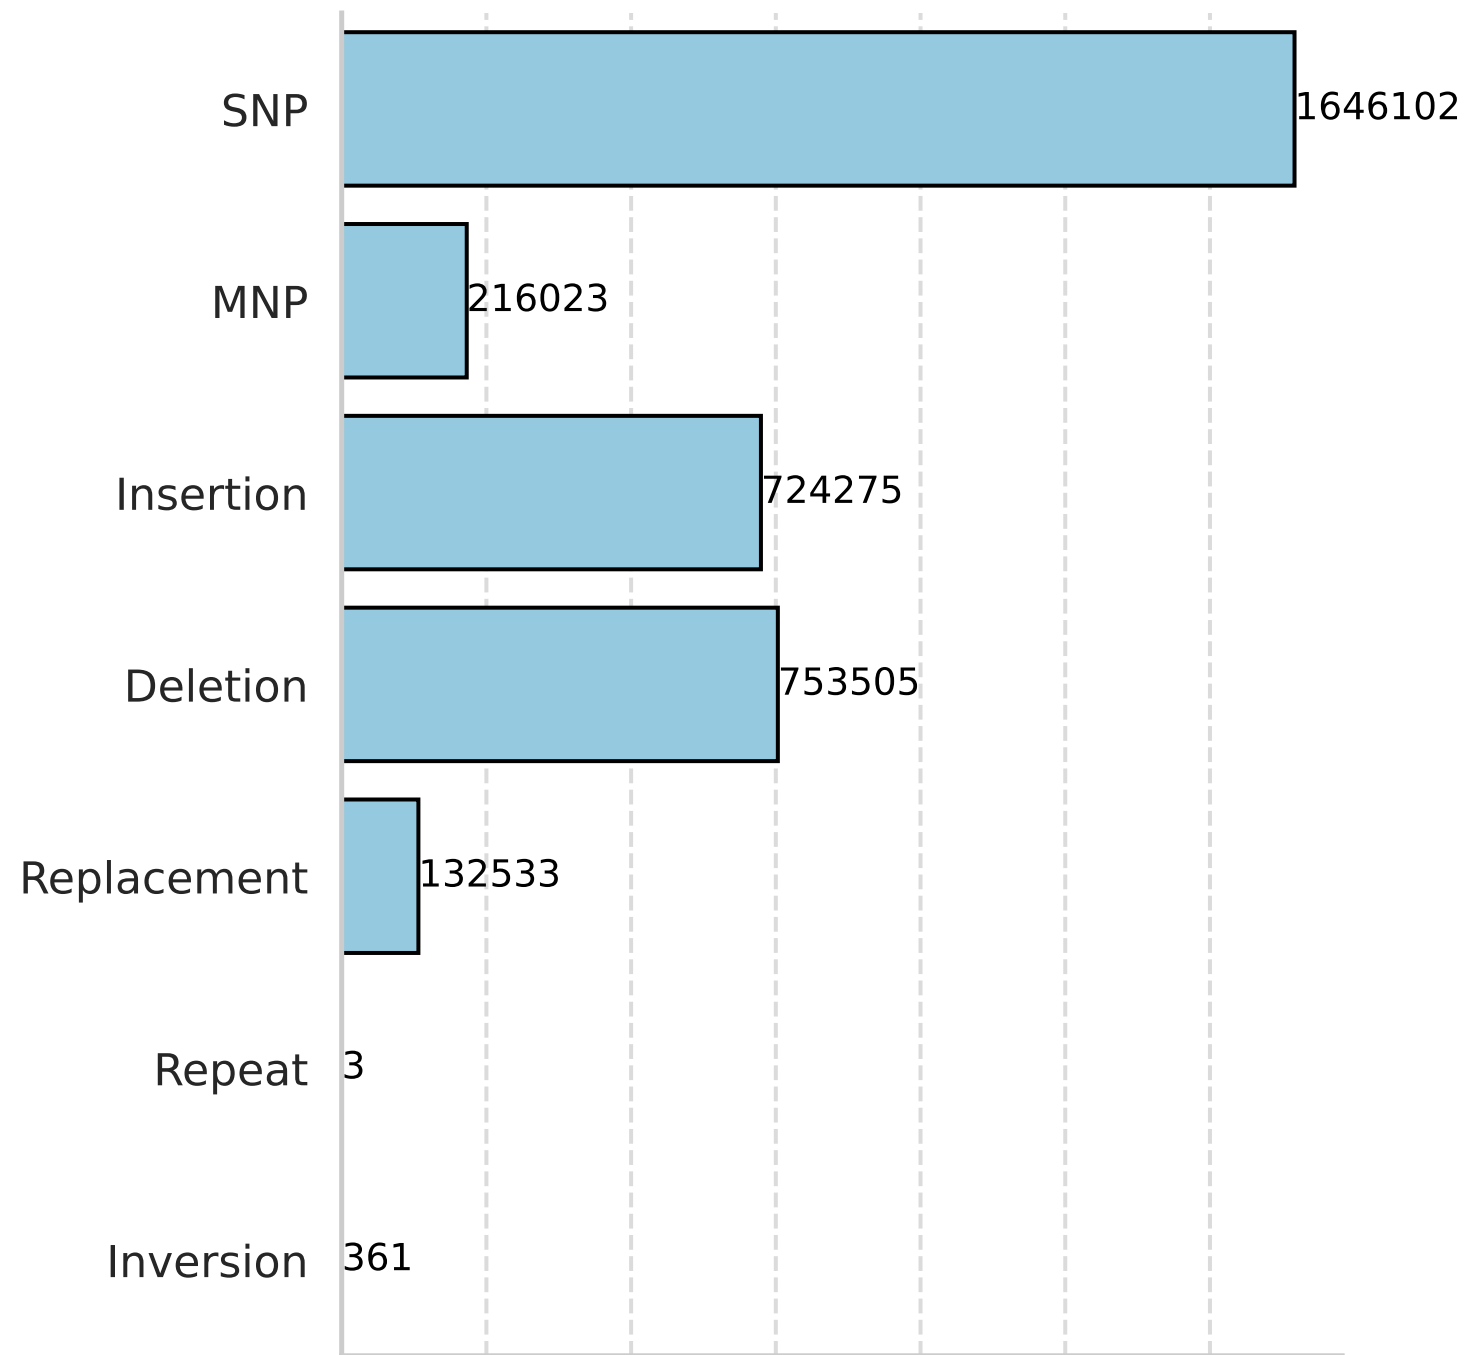 SNP 1646102
MNP 216023
Insertion 724275
Deletion 753505
Replacement 132533
Repeat 3
Inversion 361